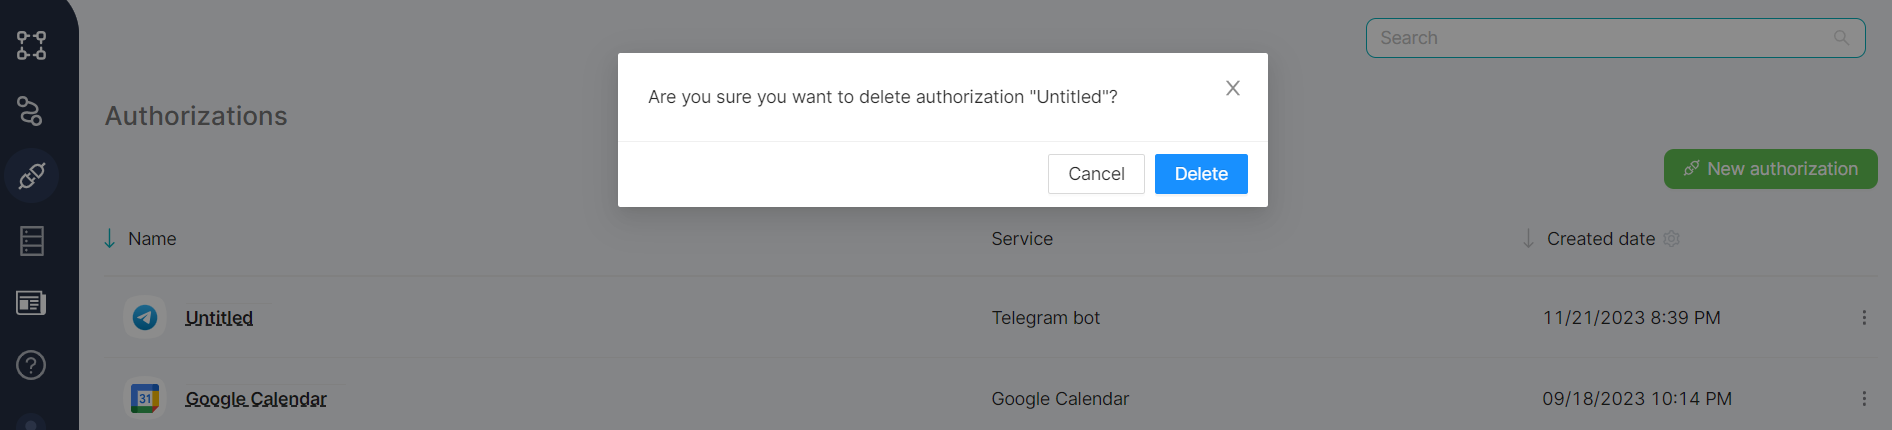 Search
Are you sure you want to delete authorization "Untitled"?
Authorizations
Cancel
Delete
New authorization
Name
Service
Created date
Untitled
Telegram bot
11/21/2023 8:39 PM
31
Google Calendar
Google Calendar
09/18/2023 10:14 PM